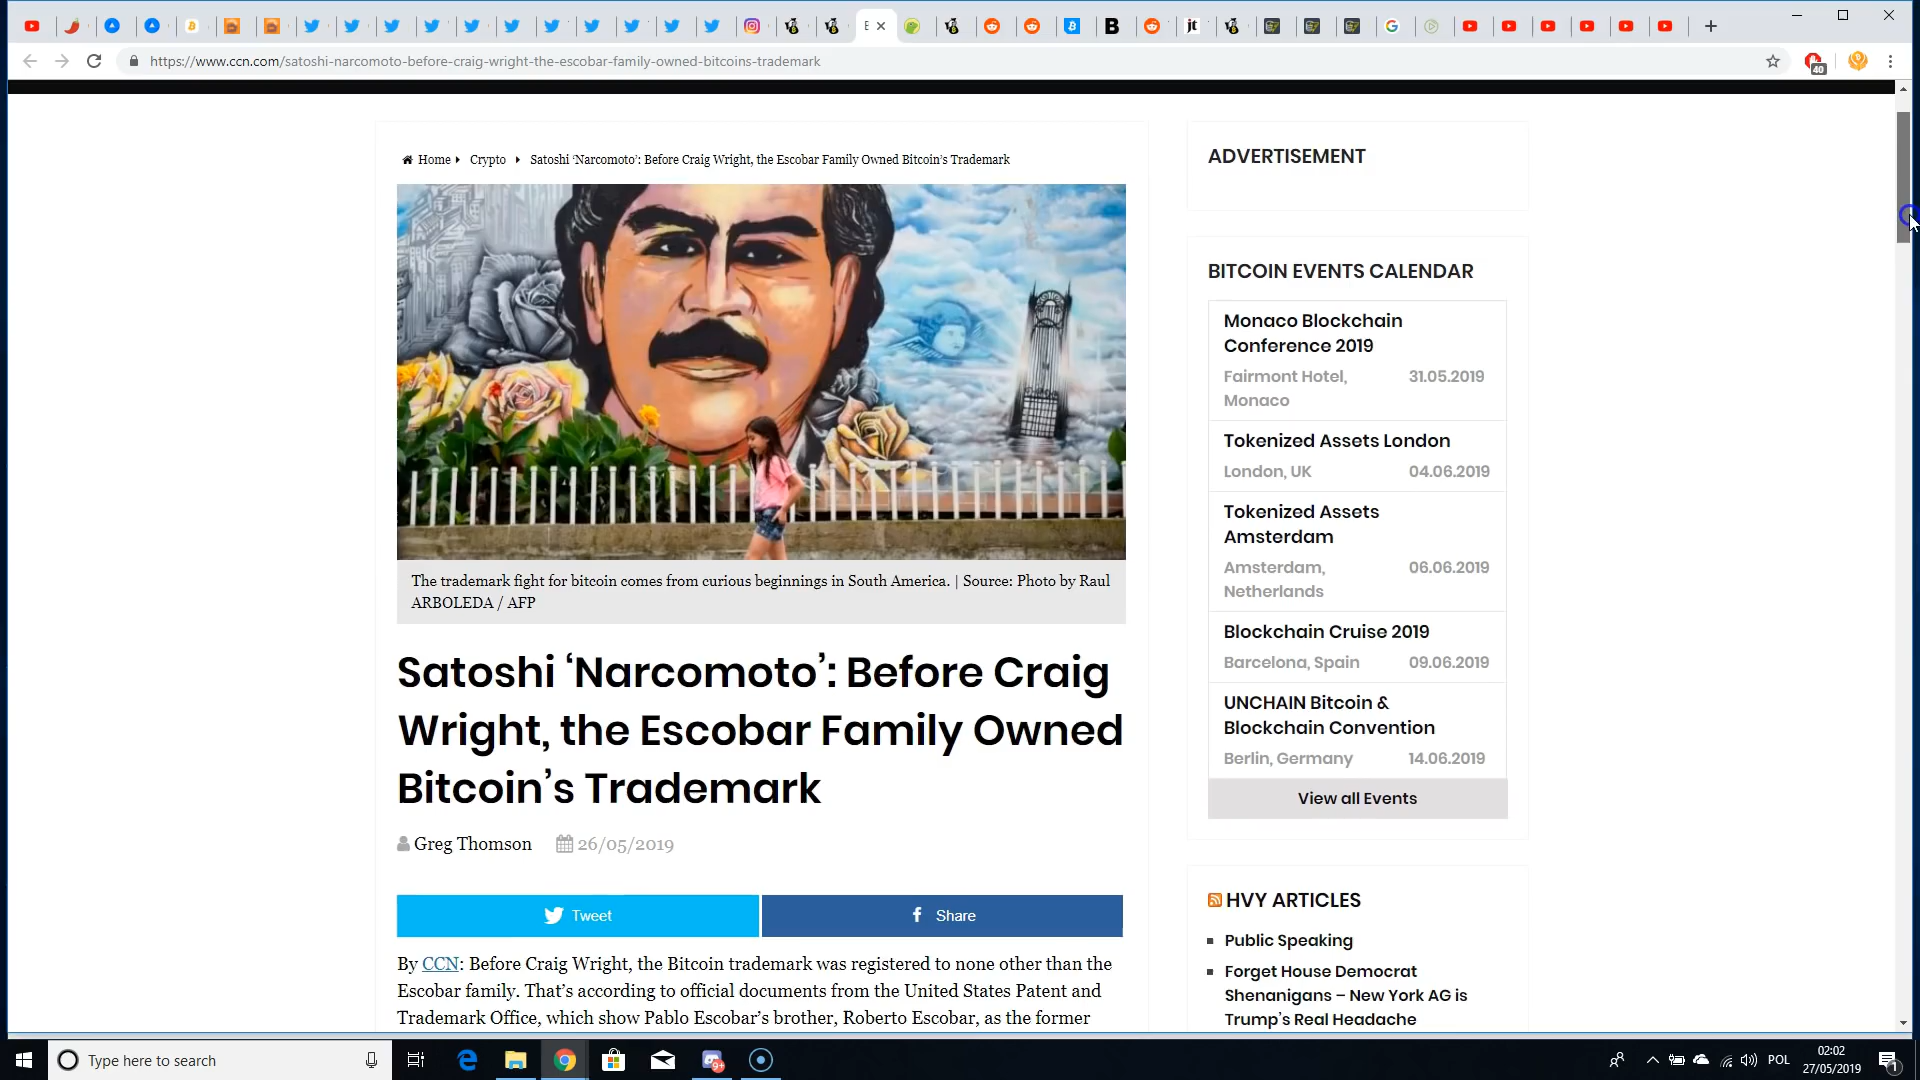 E
https://www.ccn.com/satoshi-narcomoto-before-craig-wright-the-escobar-family-owned-bitcoins-trademark
40
Home Crypto Satoshi ‘Narcomoto’: Before Craig Wright, the Escobar Family Owned Bitcoin’s Trademark
The trademark fight for bitcoin comes from curious beginnings in South America. | Source: Photo by Raul
ARBOLEDA / AFP
Satoshi ‘Narcomoto’: Before Craig
Wright, the Escobar Family Owned
Bitcoin’s Trademark
Greg Thomson 26/05/2019
Tweet Share
By CCN: Before Craig Wright, the Bitcoin trademark was registered to none other than the
Escobar family. That’s according to official documents from the United States Patent and
Trademark Office, which show Pablo Escobar’s brother, Roberto Escobar, as the former
ADVERTISEMENT
BITCOIN EVENTS CALENDAR
Monaco Blockchain
Conference 2019
Fairmont Hotel, 31.05.2019
Monaco
Tokenized Assets London
London, UK 04.06.2019
Tokenized Assets
Amsterdam
Amsterdam, 06.06.2019
Netherlands
Blockchain Cruise 2019
Barcelona, Spain 09.06.2019
UNCHAIN Bitcoin &
Blockchain Convention
Berlin, Germany 14.06.2019
View all Events
HVY ARTICLES
Public Speaking
Forget House Democrat
Shenanigans – New York AG is
Trump’s Real Headache
Type here to search
9+
POL
02:02
27/05/2019
1